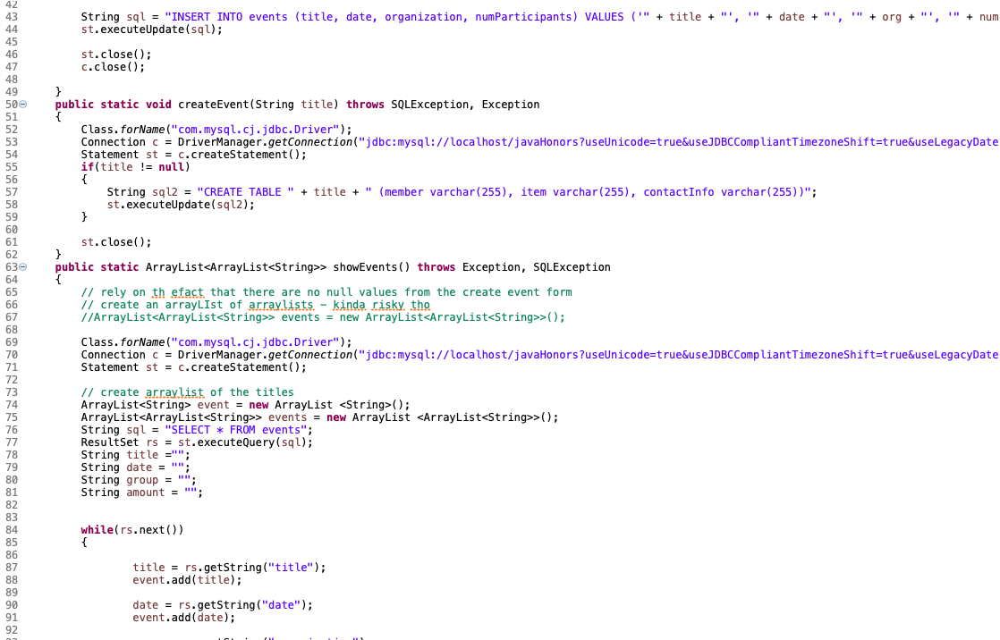 42
43 String sql = "INSERT INTO events (title, date, organization, numParticipants) VALUES ('" + title + "', '" + date + "', '" + org + "', '" + num
44 st.executeUpdate(sql);
45
46 st.close();
47 c.close();
48
49 }
50 public static void createEvent(String title) throws SQLException, Exception
51 {
52 Class.forName("com.mysql.cj.jdbc.Driver");
53 Connection c = DriverManager.getConnection("jdbc:mysql://localhost/javaHonors?useUnicode=true&useJDBCCompliantTimezoneShift=true&useLegacyDate
54 Statement st = c.createStatement();
55 if(title != null)
56 {
57 String sql2 = "CREATE TABLE " + title + " (member varchar(255), item varchar(255), contactInfo varchar(255))";
58 st.executeUpdate(sql2);
59 }
60
61 st.close();
62 }
63 public static ArrayList<ArrayList<String>> showEvents() throws Exception, SQLException
64 {
65 // rely on th efact that there are no null values from the create event form
66 // create an arrayLIst of arraylists – kinda risky tho
67 //ArrayList<ArrayList<String>> events = new ArrayList<ArrayList<String>>();
68
69 Class.forName("com.mysql.cj.jdbc.Driver");
70 Connection c = DriverManager.getConnection("jdbc:mysql://localhost/javaHonors?useUnicode=true&useJDBCCompliantTimezoneShift=true&useLegacyDate
71 Statement st = c.createStatement();
72
73 // create arraylist of the titles
74 ArrayList<String> event = new ArrayList <String>();
75 ArrayList<ArrayList<String>> events = new ArrayList <ArrayList<String>>();
76 String sql = "SELECT * FROM events";
77 ResultSet rs = st.executeQuery(sql);
78 String title ="";
79 String date = "";
80 String group = "";
81 String amount = "";
82
83
84 while(rs.next())
85 {
86
87 title = rs.getString("title");
88 event.add(title);
89
90 date = rs.getString("date");
91 event.add(date);
92